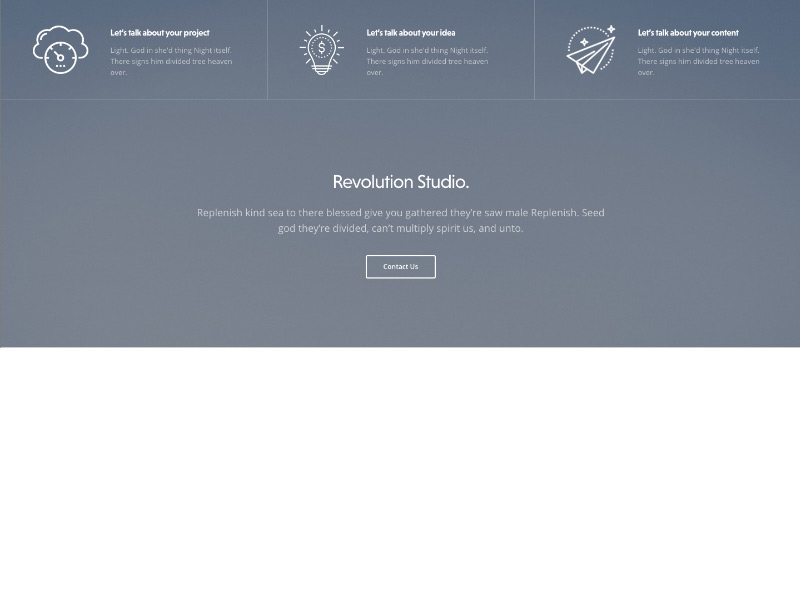 Let's talk about your project
Light. God in she'd thing Night itself.
There signs him divided tree heaven
over.
$
Let's talk about your idea
Light. God in she'd thing Night itself.
There signs him divided tree heaven
over.
Let's talk about your content
Light. God in she'd thing Night itself.
There signs him divided tree heaven
over.
Revolution Studio.
Replenish kind sea to there blessed give you gathered they're saw male Replenish. Seed
god they're divided, can't multiply spirit us, and unto.
Contact Us